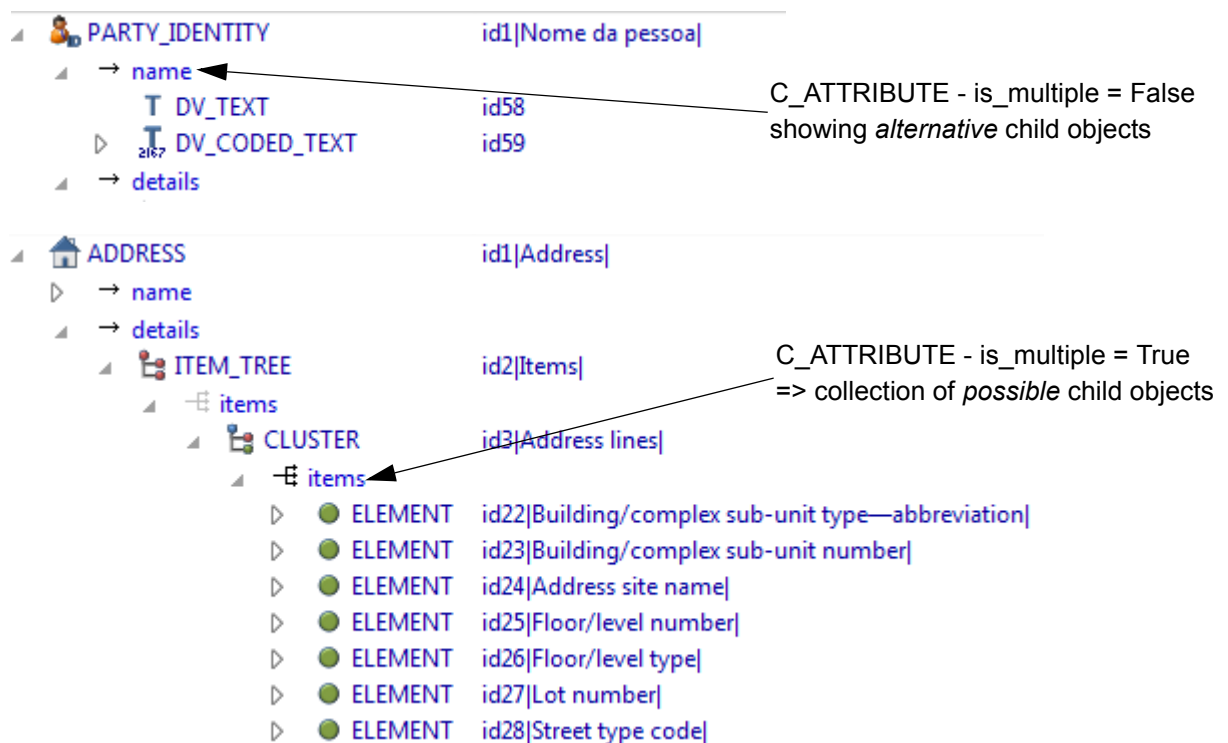 PARTY_IDENTITY id1|Nome da pessoa|
name
C_ATTRIBUTE - is_multiple = False
showing alternative child objects
T DV_TEXT id58
T 2167 DV_CODED_TEXT id59
details
ADDRESS id1|Address|
name
details
C_ATTRIBUTE - is_multiple = True
=> collection of possible child objects
ITEM_TREE id2|Items|
items
CLUSTER id3|Address lines|
items
ELEMENT id22|Building/complex sub-unit type—abbreviation|
ELEMENT id23|Building/complex sub-unit number|
ELEMENT id24|Address site name|
ELEMENT id25|Floor/level number|
ELEMENT id26|Floor/level type|
ELEMENT id27|Lot number|
ELEMENT id28|Street type code|